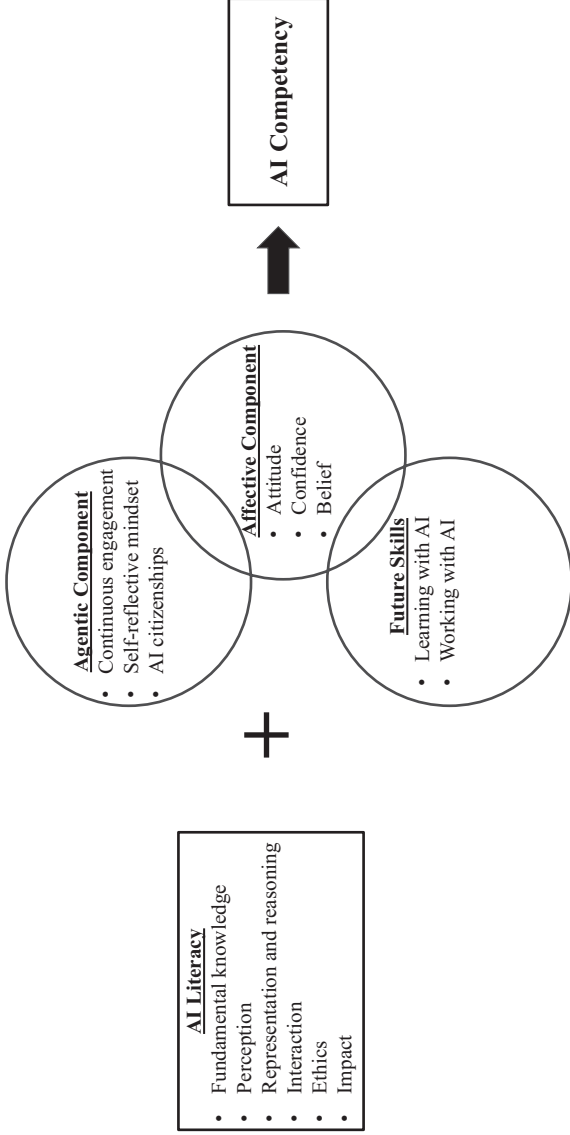 AI Literacy
• Fundamental knowledge
• Perception
• Representation and reasoning
• Interaction
• Ethics
• Impact
+
Agentic Component
• Continuous engagement
• Self-reflective mindset
• AI citizenships
Affective Component
• Attitude
• Confidence
• Belief
Future Skills
• Learning with AI
• Working with AI
AI Competency